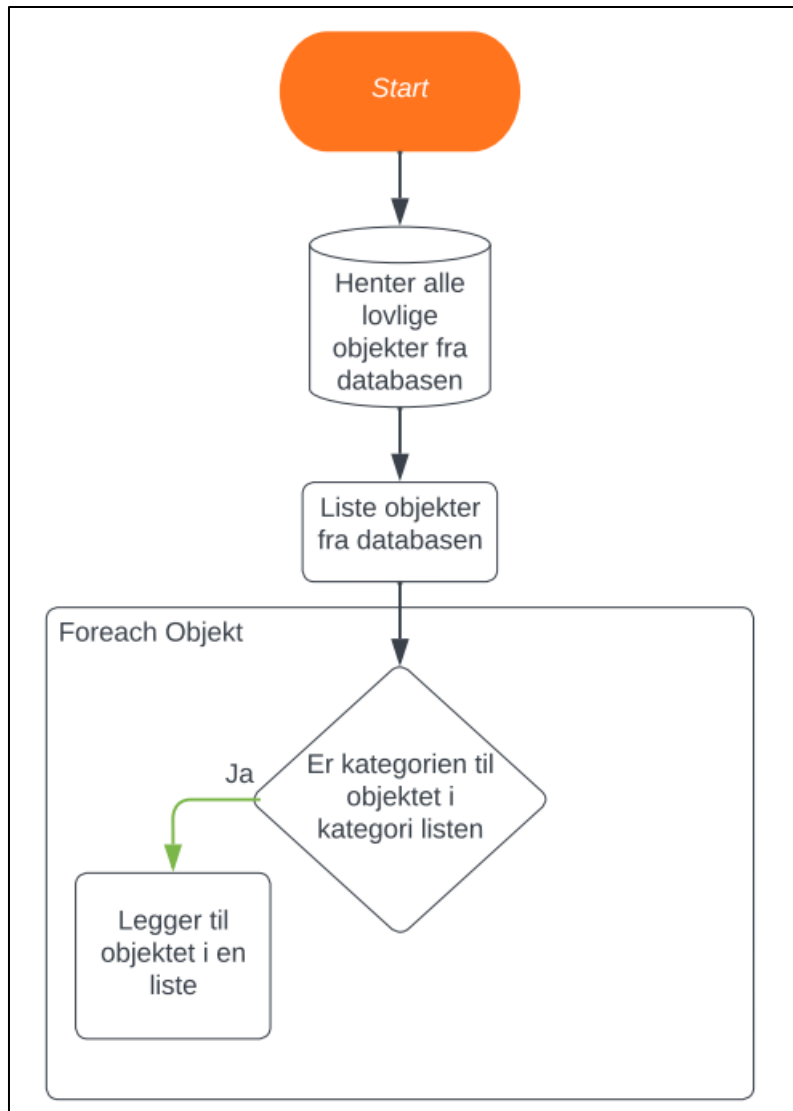 Start
Henter alle
lovlige
objekter fra
databasen
Liste objekter
fra databasen
Foreach Objekt
Er kategorien til
objektet i
kategori listen
Ja
Legger til
objektet i en
liste